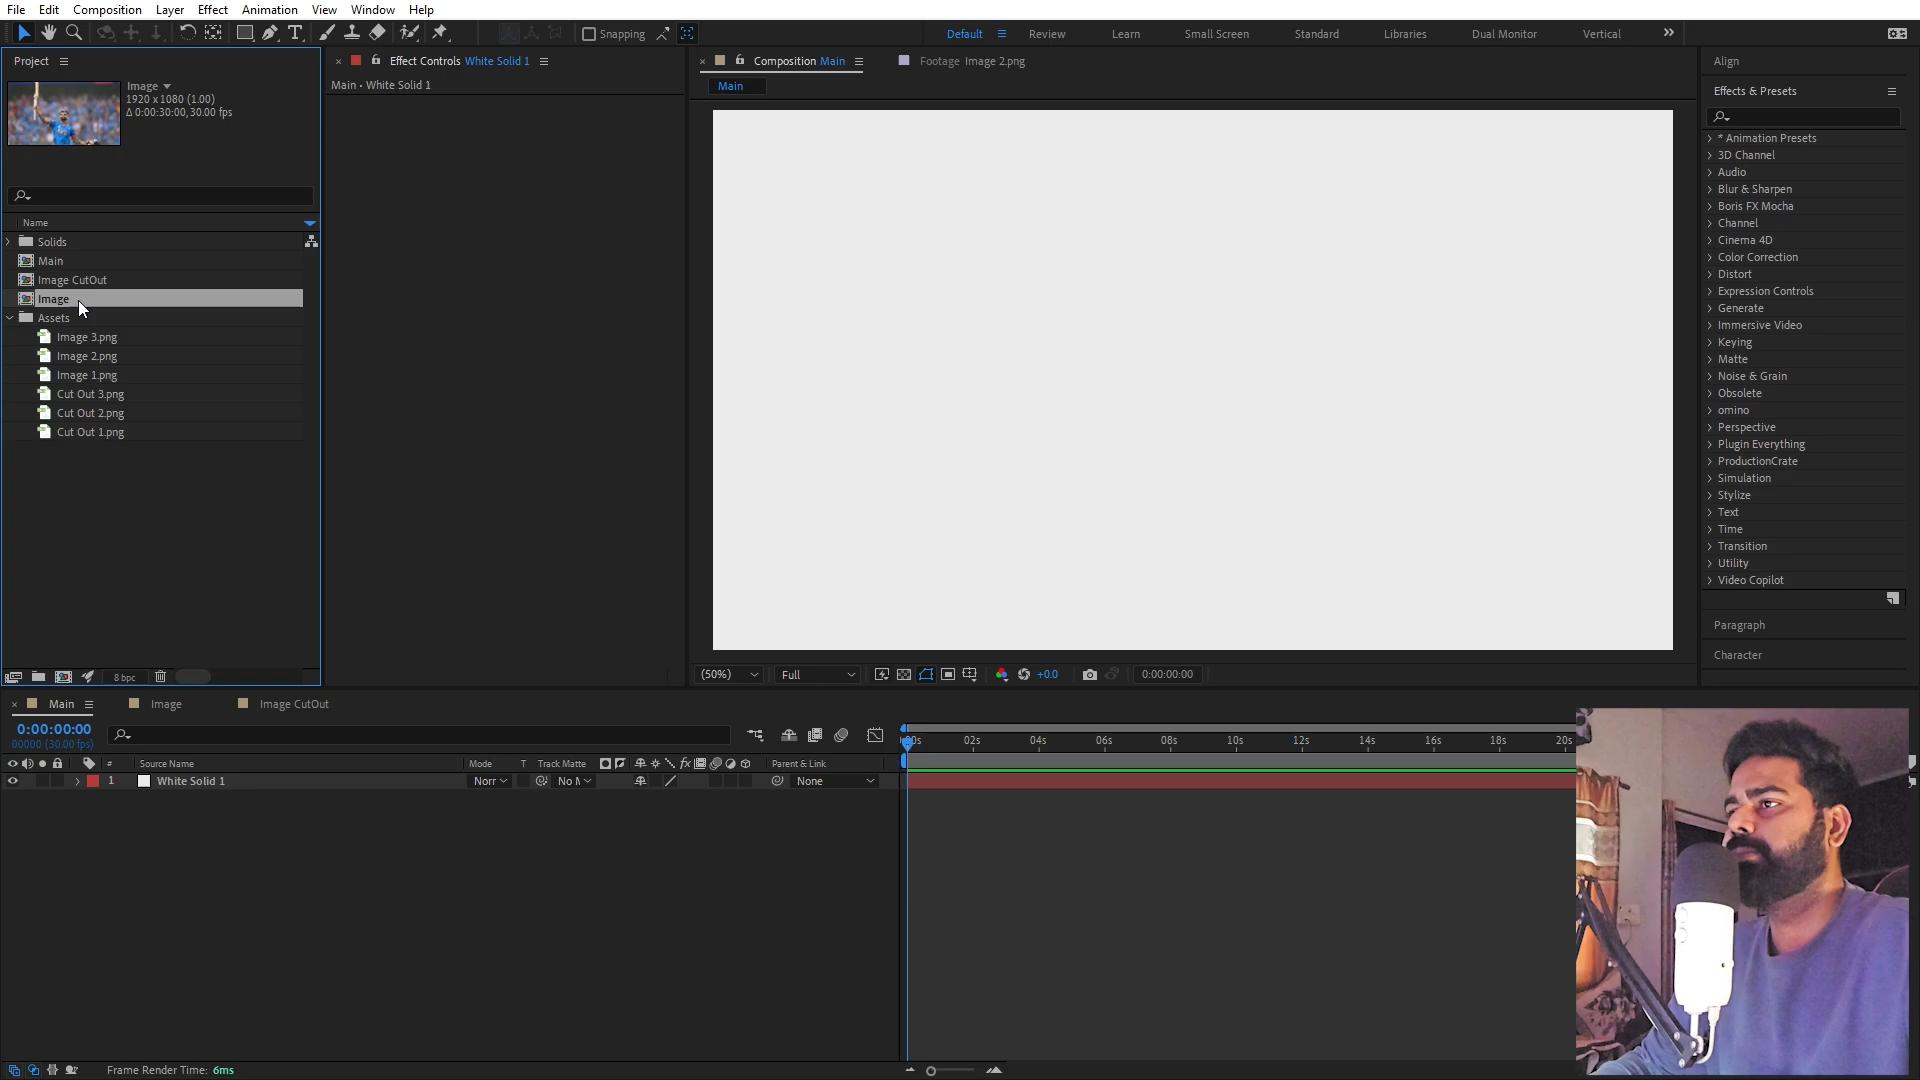 File Edit Composition Layer Effect Animation View Window Help
Snapping
Default Review Learn Small Screen Standard Libraries Dual Monitor Vertical
Project
Image
1920 x 1080 (1.00)
Δ 0:00:30:00, 30.00 fps
Name
Solids
Main
Image CutOut
Image
Assets
Image 3.png
Image 2.png
Image 1.png
Cut Out 3.png
Cut Out 2.png
Cut Out 1.png
8 bpc
Effect Controls White Solid 1
Main • White Solid 1
Composition Main
Footage Image 2.png
Main
(50%) Full +0.0 0:00:00:00
Align
Effects & Presets
* Animation Presets
3D Channel
Audio
Blur & Sharpen
Boris FX Mocha
Channel
Cinema 4D
Color Correction
Distort
Expression Controls
Generate
Immersive Video
Keying
Matte
Noise & Grain
Obsolete
omino
Perspective
Plugin Everything
ProductionCrate
Simulation
Stylize
Text
Time
Transition
Utility
Video Copilot
Paragraph
Character
Main Image Image CutOut
0:00:00:00
00000 (30.00 fps)
# Source Name Mode T Track Matte fx Parent & Link
1 White Solid 1 Norr No None
02s 04s 06s 08s 10s 12s 14s 16s 18s 20s
Frame Render Time: 6ms